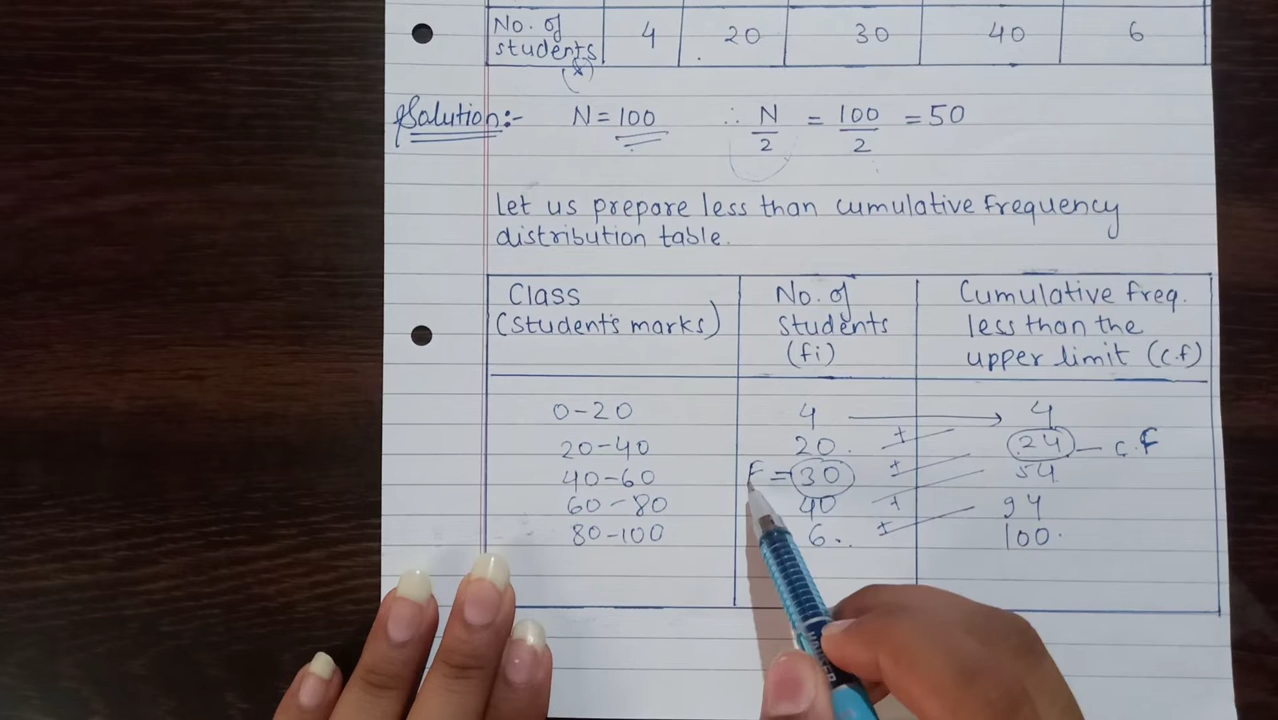 No. of
students 4 20 30 40 6
Solution:- N = 100 ∴ N/2 = 100/2 = 50
Let us prepare less than cumulative frequency
distribution table.
Class No. of Cumulative freq.
(Student's marks) students less than the
(fi) upper limit (c.f)
0-20 4 4
20-40 20. + 24 - c.F
40-60 F = 30 + 54
60-80 40 + 94
80-100 6. + 100.